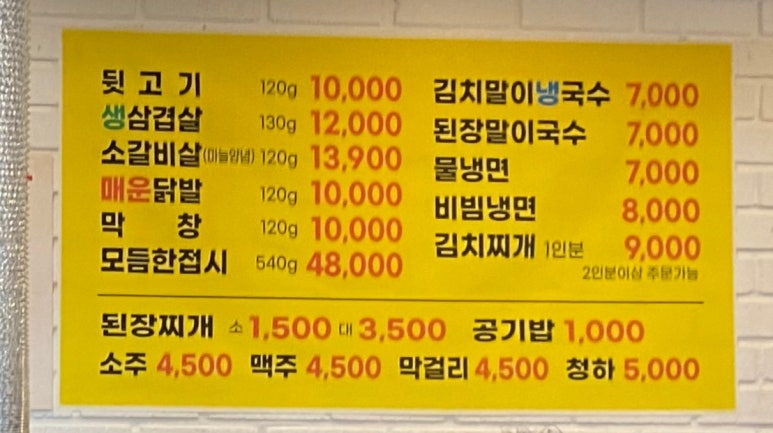 뒷고기 120g 10,000
생삼겹살 130g 12,000
소갈비살(마늘양념) 120g 13,900
매운닭발 120g 10,000
막 창 120g 10,000
모듬한접시 540g 48,000
김치말이냉국수 7,000
된장말이국수 7,000
물냉면 7,000
비빔냉면 8,000
김치찌개 1인분 9,000
2인분이상 주문가능
된장찌개 소 1,500 대 3,500 공기밥 1,000
소주 4,500 맥주 4,500 막걸리 4,500 청하 5,000